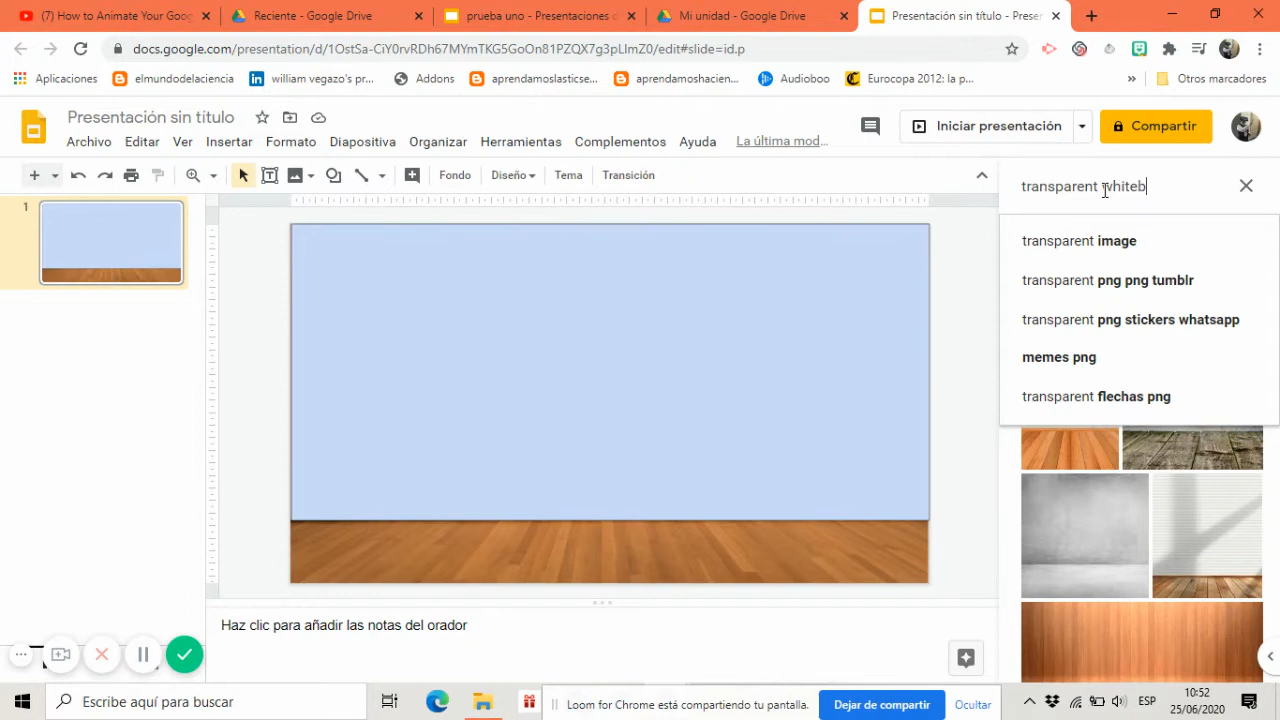 (7) How to Animate Your Goog
Reciente - Google Drive
prueba uno - Presentaciones d
Mi unidad - Google Drive
Presentación sin título - Presen
docs.google.com/presentation/d/1OstSa-CiY0rvRDh67MYmTKG5GoOn81PZQX7g3pLImZ0/edit#slide=id.p
Aplicaciones
elmundodelaciencia
william vegazo's pr...
Addons
aprendamoslasticse...
aprendamoshacien...
Audioboo
Eurocopa 2012: la p...
»
Otros marcadores
Presentación sin título
Iniciar presentación
Compartir
Archivo Editar Ver Insertar Formato Diapositiva Organizar Herramientas Complementos Ayuda La última mod...
Fondo Diseño Tema Transición
transparent whiteb
1
transparent image
transparent png png tumblr
transparent png stickers whatsapp
memes png
transparent flechas png
Haz clic para añadir las notas del orador
Escribe aquí para buscar
Loom for Chrome está compartiendo tu pantalla.
Dejar de compartir
Ocultar
ESP
10:52
25/06/2020